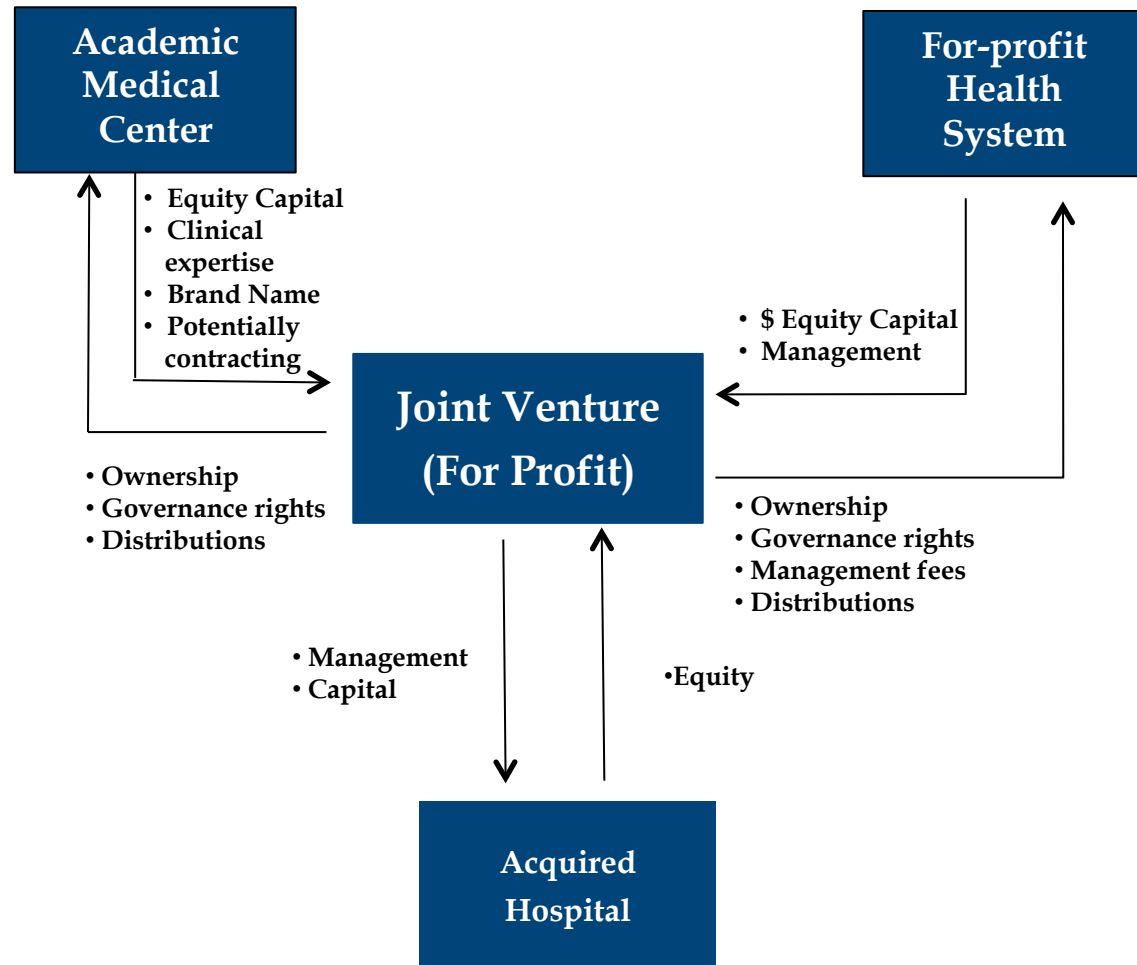 Academic
Medical
Center
For-profit
Health
System
• Equity Capital
• Clinical
expertise
• Brand Name
• Potentially
contracting
• $ Equity Capital
• Management
Joint Venture
(For Profit)
• Ownership
• Governance rights
• Distributions
• Ownership
• Governance rights
• Management fees
• Distributions
• Management
• Capital
•Equity
Acquired
Hospital